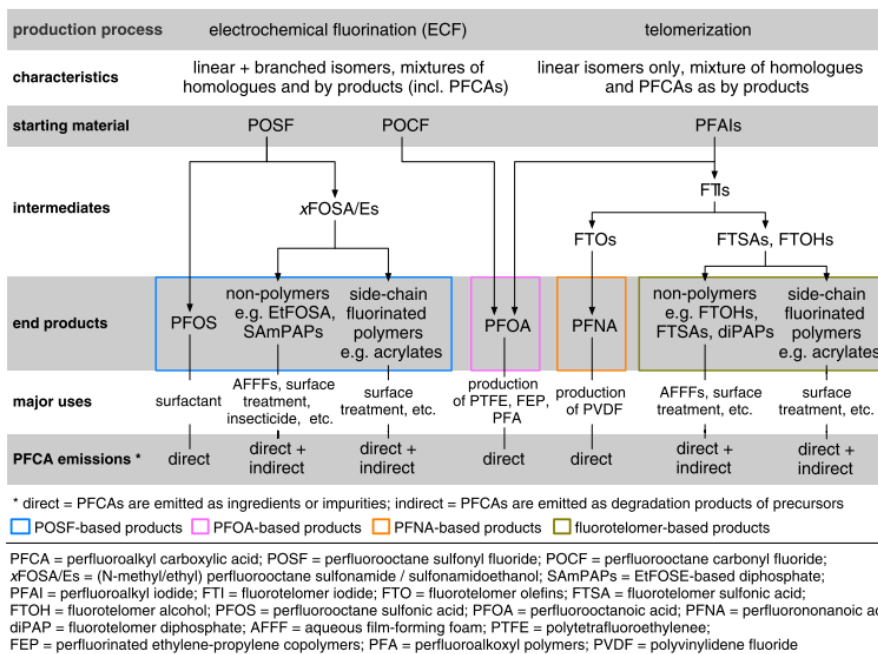 production process electrochemical fluorination (ECF) telomerization
characteristics linear + branched isomers, mixtures of homologues and by products (incl. PFCAs) linear isomers only, mixture of homologues and PFCAs as by products
starting material POSF POCF PFAIs
intermediates
FTIs
xFOSA/Es
FTOs FTSAs, FTOHs
end products
PFOS
non-polymers
e.g. EtFOSA,
SAmPAPs
side-chain
fluorinated
polymers
e.g. acrylates
PFOA
PFNA
non-polymers
e.g. FTOHs,
FTSAs, diPAPs
side-chain
fluorinated
polymers
e.g. acrylates
major uses
surfactant
AFFFs, surface
treatment,
insecticide, etc.
surface
treatment, etc.
production
of PTFE, FEP,
PFA
production
of PVDF
AFFFs, surface
treatment, etc.
surface
treatment, etc.
PFCA emissions *
direct
direct +
indirect
direct +
indirect
direct
direct
direct +
indirect
direct +
indirect
* direct = PFCAs are emitted as ingredients or impurities; indirect = PFCAs are emitted as degradation products of precursors
POSF-based products PFOA-based products PFNA-based products fluorotelomer-based products
PFCA = perfluoroalkyl carboxylic acid; POSF = perfluorooctane sulfonyl fluoride; POCF = perfluorooctane carbonyl fluoride;
xFOSA/Es = (N-methyl/ethyl) perfluorooctane sulfonamide / sulfonamidoethanol; SAmPAPs = EtFOSE-based diphosphate;
PFAI = perfluoroalkyl iodide; FTI = fluorotelomer iodide; FTO = fluorotelomer olefins; FTSA = fluorotelomer sulfonic acid;
FTOH = fluorotelomer alcohol; PFOS = perfluorooctane sulfonic acid; PFOA = perfluorooctanoic acid; PFNA = perfluorononanoic
diPAP = fluorotelomer diphosphate; AFFF = aqueous film-forming foam; PTFE = polytetrafluoroethylenee;
FEP = perfluorinated ethylene-propylene copolymers; PFA = perfluoroalkoxyl polymers; PVDF = polyvinylidene fluoride